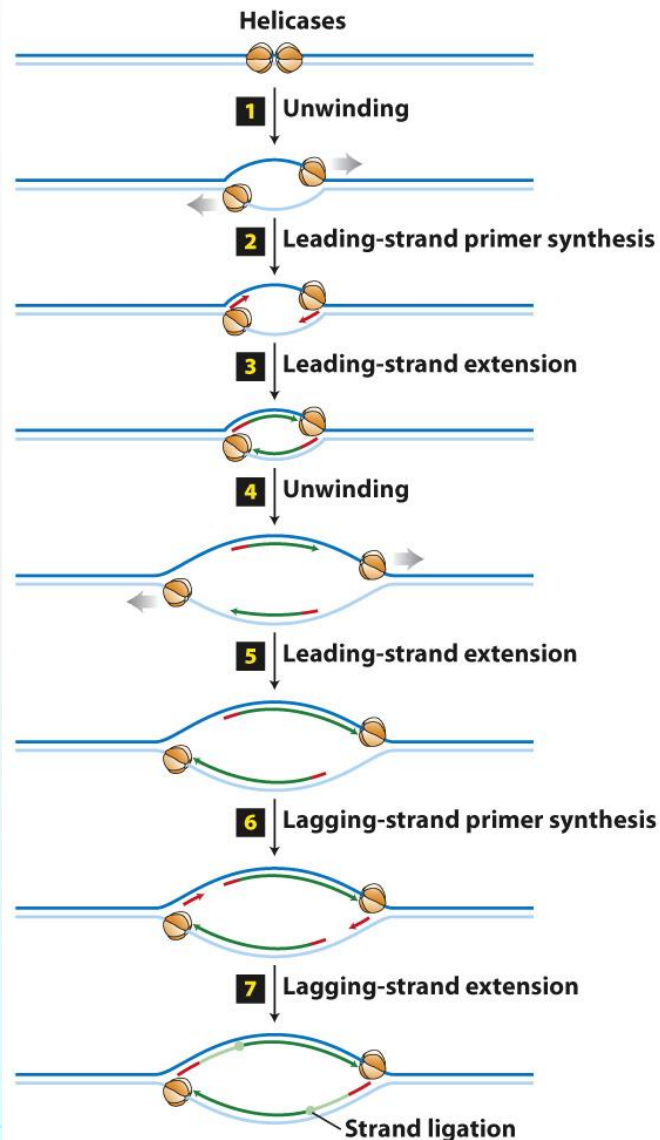 Helicases
1 Unwinding
2 Leading-strand primer synthesis
3 Leading-strand extension
4 Unwinding
5 Leading-strand extension
6 Lagging-strand primer synthesis
7 Lagging-strand extension
Strand ligation